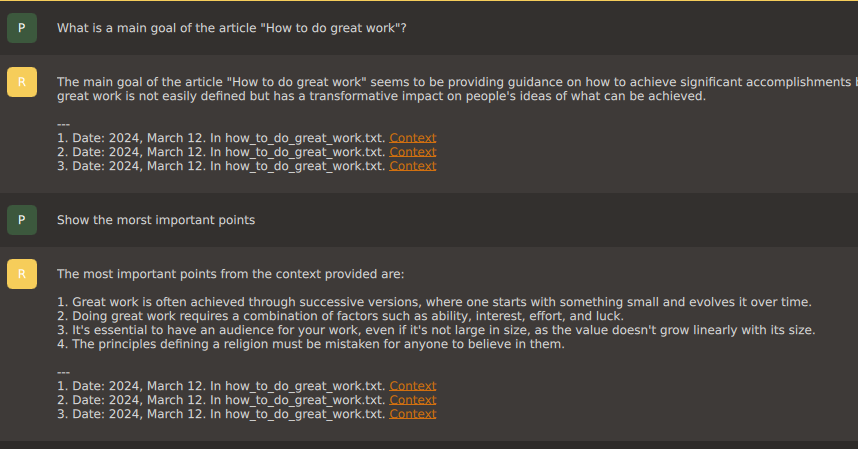 P
What is a main goal of the article "How to do great work"?
R
The main goal of the article "How to do great work" seems to be providing guidance on how to achieve significant accomplishments
great work is not easily defined but has a transformative impact on people's ideas of what can be achieved.
---
1. Date: 2024, March 12. In how_to_do_great_work.txt. Context
2. Date: 2024, March 12. In how_to_do_great_work.txt. Context
3. Date: 2024, March 12. In how_to_do_great_work.txt. Context
P
Show the morst important points
R
The most important points from the context provided are:
1. Great work is often achieved through successive versions, where one starts with something small and evolves it over time.
2. Doing great work requires a combination of factors such as ability, interest, effort, and luck.
3. It's essential to have an audience for your work, even if it's not large in size, as the value doesn't grow linearly with its size.
4. The principles defining a religion must be mistaken for anyone to believe in them.
---
1. Date: 2024, March 12. In how_to_do_great_work.txt. Context
2. Date: 2024, March 12. In how_to_do_great_work.txt. Context
3. Date: 2024, March 12. In how_to_do_great_work.txt. Context